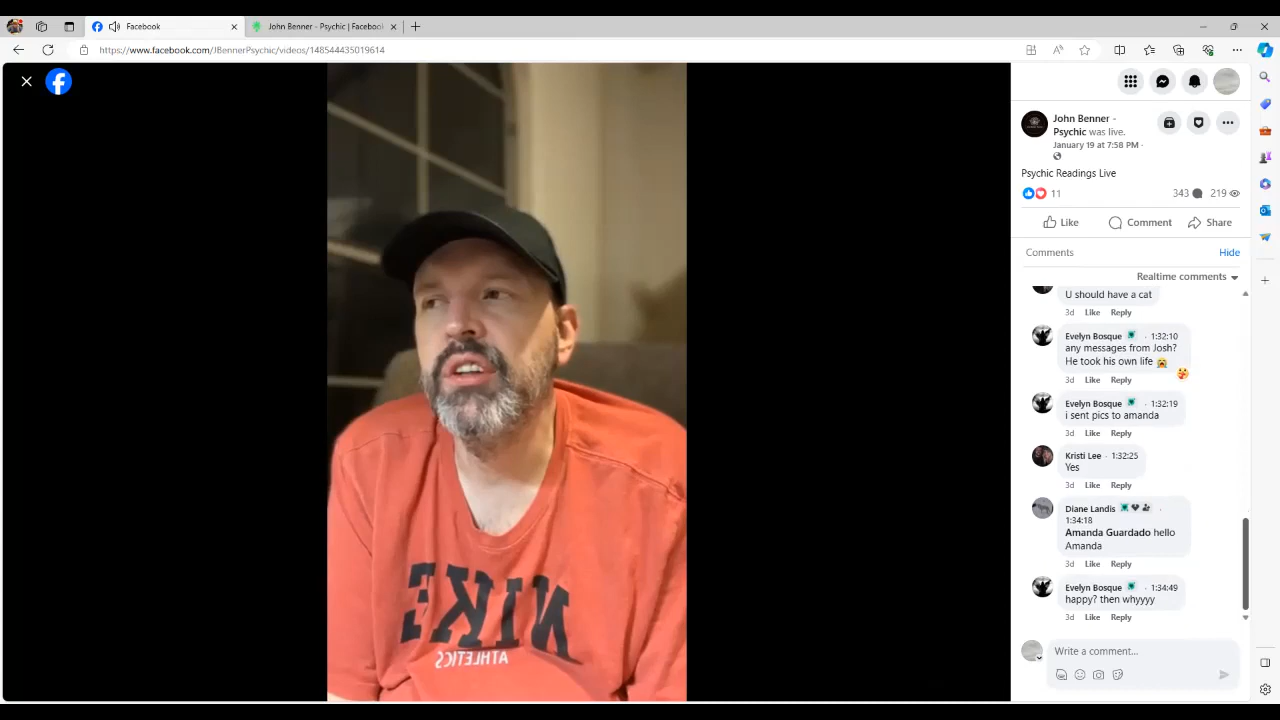 Facebook
John Benner - Psychic | Facebook
https://www.facebook.com/JBennerPsychic/videos/148544435019614
John Benner -
Psychic was live.
January 19 at 7:58 PM ·
Psychic Readings Live
11
343
219
Like
Comment
Share
Comments
Hide
Realtime comments
U should have a cat
3d Like Reply
Evelyn Bosque · 1:32:10
any messages from Josh?
He took his own life
3d Like Reply
Evelyn Bosque · 1:32:19
i sent pics to amanda
3d Like Reply
Kristi Lee · 1:32:25
Yes
3d Like Reply
Diane Landis ·
1:34:18
Amanda Guardado hello
Amanda
3d Like Reply
Evelyn Bosque · 1:34:49
happy? then whyyyy
3d Like Reply
Write a comment...
NIKE
ATHLETICS